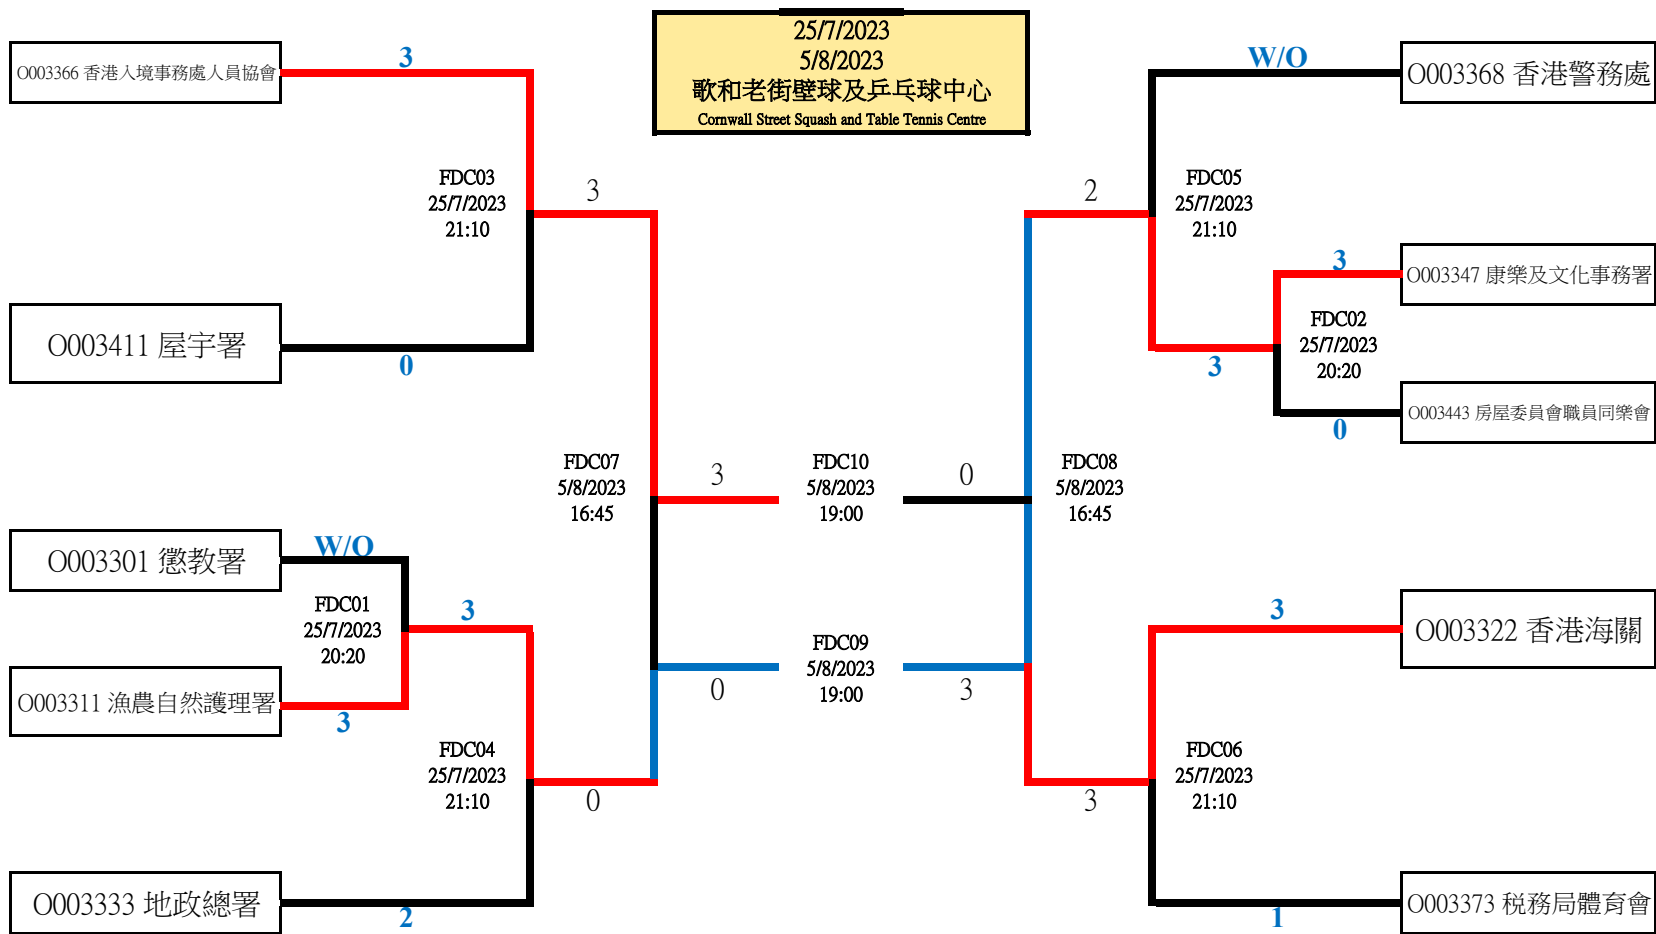 25/7/2023
5/8/2023
歌和老街壁球及乒乓球中心
Cornwall Street Squash and Table Tennis Centre
O003366 香港入境事務處人員協會
3
FDC03
25/7/2023
21:10
3
O003411 屋宇署
0
FDC07
5/8/2023
16:45
3
O003301 懲教署
W/O
FDC01
25/7/2023
20:20
3
O003311 漁農自然護理署
3
FDC04
25/7/2023
21:10
0
0
O003333 地政總署
2
FDC10
5/8/2023
19:00
FDC09
5/8/2023
19:00
W/O
O003368 香港警務處
2
FDC05
25/7/2023
21:10
3
O003347 康樂及文化事務署
FDC02
25/7/2023
20:20
3
O003443 房屋委員會職員同樂會
0
0
FDC08
5/8/2023
16:45
3
3
O003322 香港海關
FDC06
25/7/2023
21:10
3
O003373 稅務局體育會
1